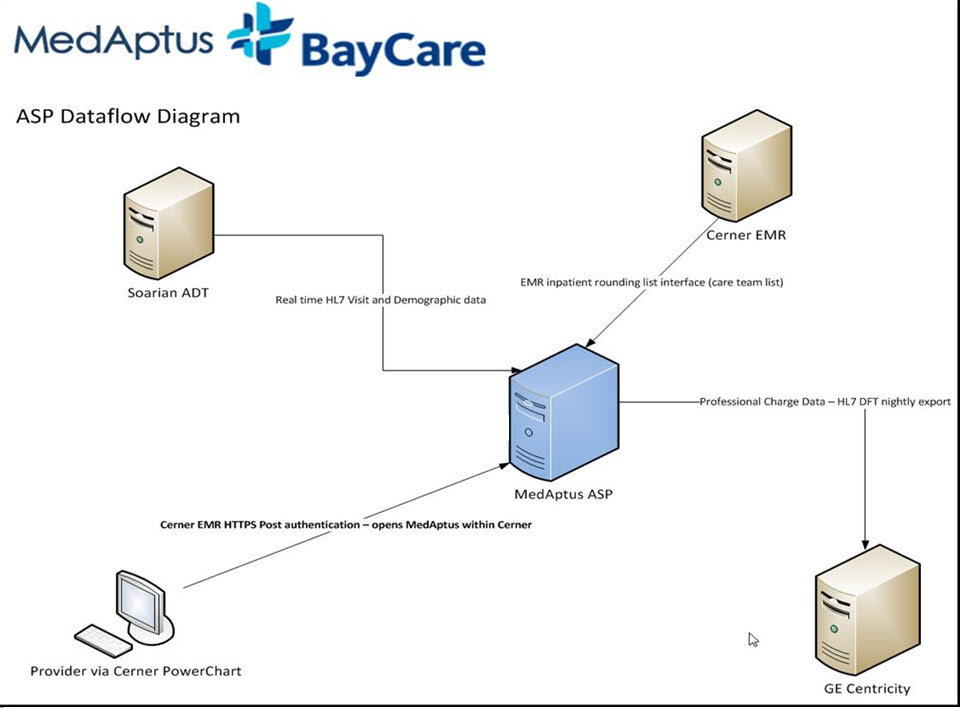 MedAptus BayCare
ASP Dataflow Diagram
Cerner EMR
Soarian ADT
EMR inpatient rounding list interface (care team list)
Real time HL7 Visit and Demographic data
Professional Charge Data – HL7 DFT nightly export
MedAptus ASP
Cerner EMR HTTPS Post authentication – opens MedAptus within Cerner
Provider via Cerner PowerChart
GE Centricity